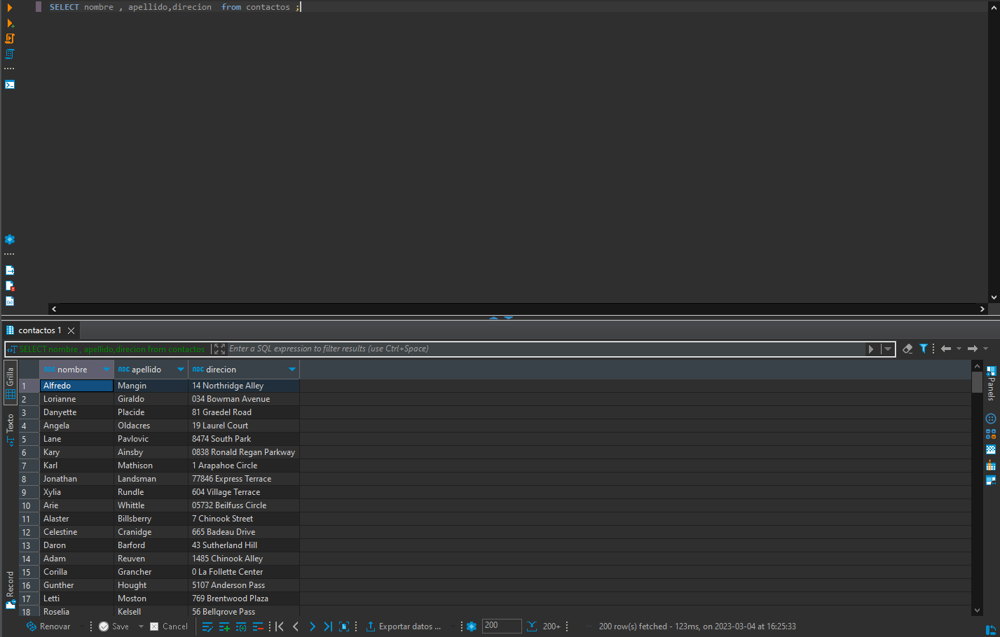 SELECT nombre , apellido,direcion  from contactos ;
contactos 1
SELECT nombre , apellido,direcion from contactos
Enter a SQL expression to filter results (use Ctrl+Space)
Grilla
Texto
Record
Panels
ABC nombre ABC apellido ABC direcion
1 Alfredo Mangin 14 Northridge Alley
2 Lorianne Giraldo 034 Bowman Avenue
3 Danyette Placide 81 Graedel Road
4 Angela Oldacres 19 Laurel Court
5 Lane Pavlovic 8474 South Park
6 Kary Ainsby 0838 Ronald Regan Parkway
7 Karl Mathison 1 Arapahoe Circle
8 Jonathan Landsman 77846 Express Terrace
9 Xylia Rundle 604 Village Terrace
10 Arie Whittle 05732 Beilfuss Circle
11 Alaster Billsberry 7 Chinook Street
12 Celestine Cranidge 665 Badeau Drive
13 Daron Barford 43 Sutherland Hill
14 Adam Reuven 1485 Chinook Alley
15 Corilla Grancher 0 La Follette Center
16 Gunther Hought 5107 Anderson Pass
17 Letti Moston 769 Brentwood Plaza
18 Roselia Kelsell 56 Bellgrove Pass
Renovar Save Cancel Exportar datos ... 200 200+ 200 row(s) fetched - 123ms, on 2023-03-04 at 16:25:33